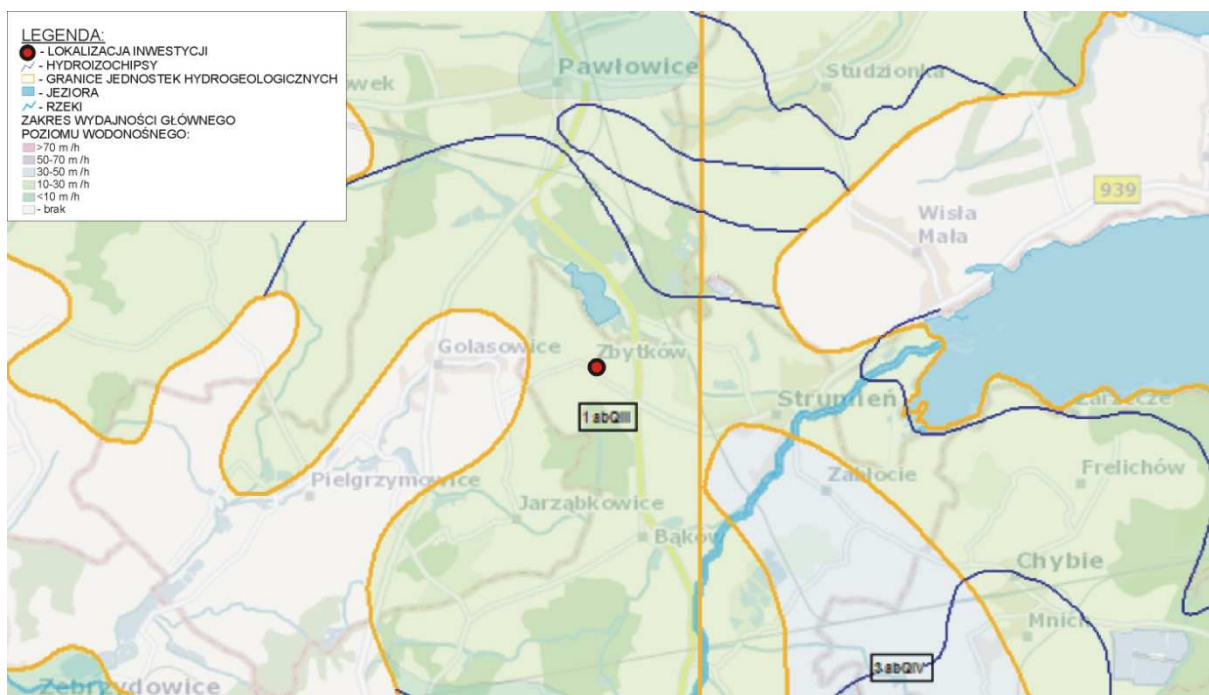 LEGENDA:
- LOKALIZACJA INWESTYCJI
- HYDROIZOCHIPSY
- GRANICE JEDNOSTEK HYDROGEOLOGICZNYCH
- JEZIORA
- RZEKI
ZAKRES WYDAJNOŚCI GŁÓWNEGO
POZIOMU WODONOŚNEGO:
>70 m /h
50-70 m /h
30-50 m /h
10-30 m /h
<10 m /h
- brak
owek
Pawłowice
Studzionka
939
Wisła
Mała
Golasowice
Zbytków
1 abQIII
Strumień
Zarzecze
Pielgrzymowice
Zabłocie
Frelichów
Jarząbkowice
Bąków
Chybie
Mnich
3 abQIV
Zebrzydowice